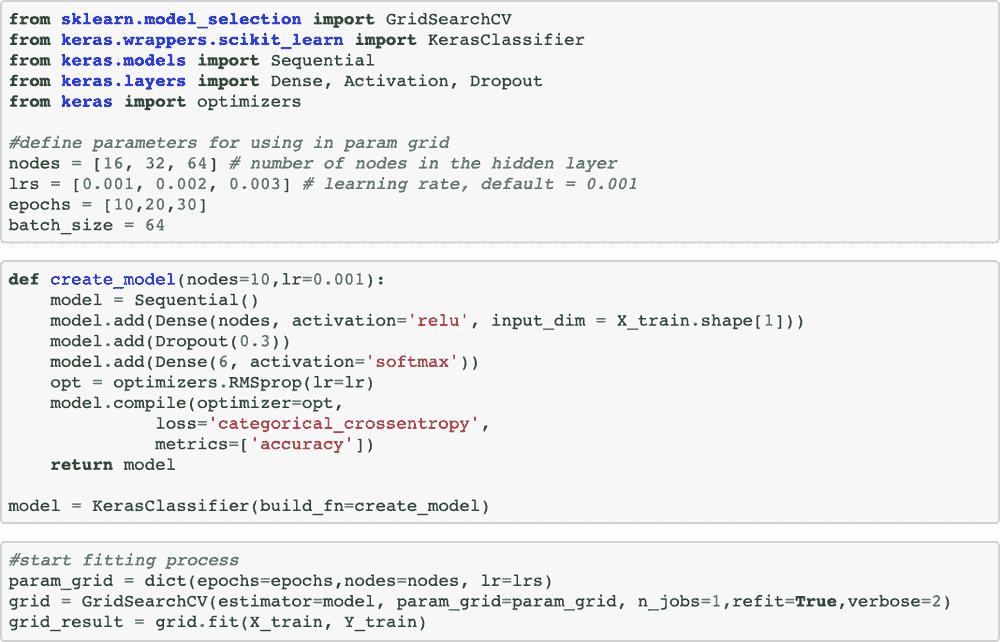 from sklearn.model_selection import GridSearchCV
from keras.wrappers.scikit_learn import KerasClassifier
from keras.models import Sequential
from keras.layers import Dense, Activation, Dropout
from keras import optimizers

#define parameters for using in param grid
nodes = [16, 32, 64] # number of nodes in the hidden layer
lrs = [0.001, 0.002, 0.003] # learning rate, default = 0.001
epochs = [10,20,30]
batch_size = 64

def create_model(nodes=10,lr=0.001):
    model = Sequential()
    model.add(Dense(nodes, activation='relu', input_dim = X_train.shape[1]))
    model.add(Dropout(0.3))
    model.add(Dense(6, activation='softmax'))
    opt = optimizers.RMSprop(lr=lr)
    model.compile(optimizer=opt,
              loss='categorical_crossentropy',
              metrics=['accuracy'])
    return model

model = KerasClassifier(build_fn=create_model)

#start fitting process
param_grid = dict(epochs=epochs,nodes=nodes, lr=lrs)
grid = GridSearchCV(estimator=model, param_grid=param_grid, n_jobs=1,refit=True,verbose=2)
grid_result = grid.fit(X_train, Y_train)